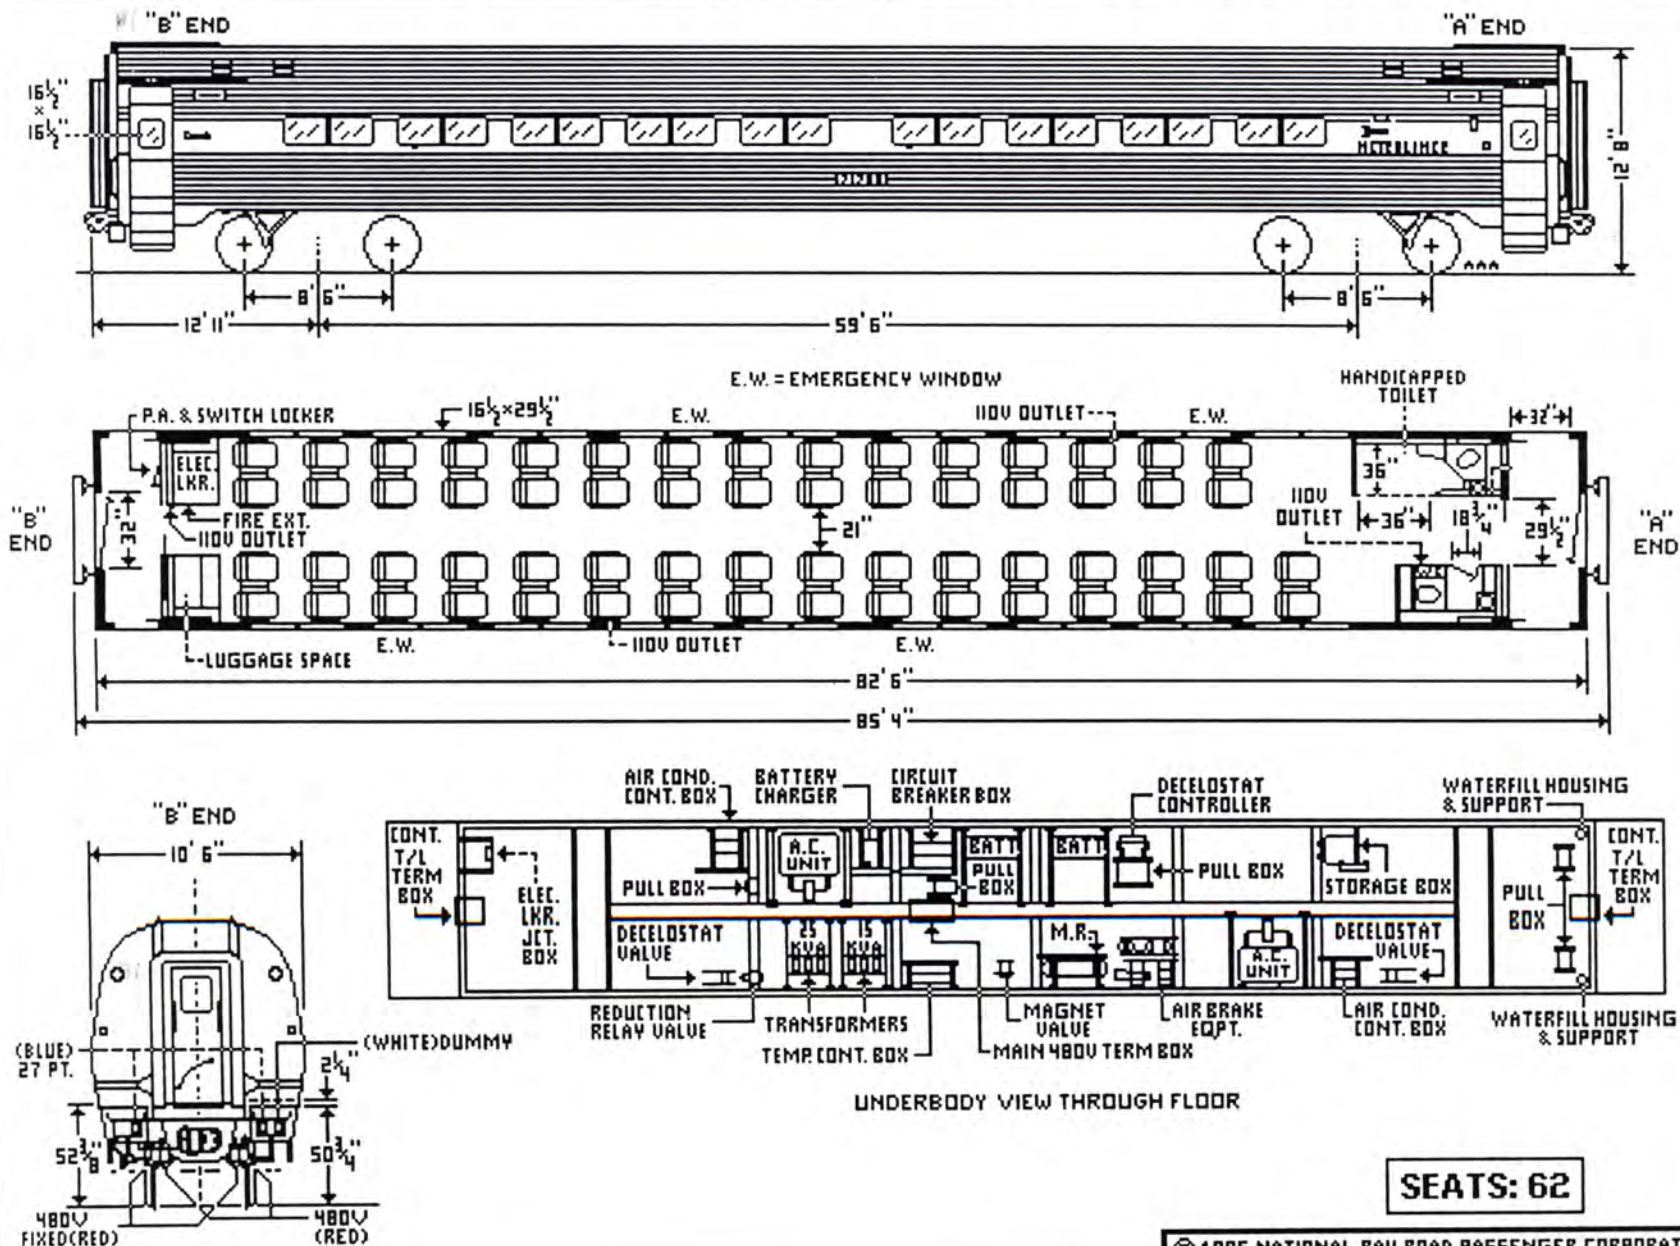 "B" END
"A" END
16½"
×
16½"
METROLINER
12' 8"
8' 6"
8' 6"
12' 11"
59' 6"
E.W. = EMERGENCY WINDOW
HANDICAPPED
TOILET
P.A. & SWITCH LOCKER
16½×29½"
E.W.
110V OUTLET
E.W.
32"
ELEC.
LKR.
36"
"B"
END
32"
FIRE EXT.
110V OUTLET
21"
110V
OUTLET
36"
18¾"
29½"
"A"
END
LUGGAGE SPACE
E.W.
110V OUTLET
E.W.
82' 6"
85' 4"
AIR COND.
CONT. BOX
BATTERY
CHARGER
CIRCUIT
BREAKER BOX
DECELOSTAT
CONTROLLER
WATERFILL HOUSING
& SUPPORT
"B" END
10' 6"
CONT.
T/L
TERM
BOX
A.C.
UNIT
BATT
BATT
CONT.
T/L
TERM
BOX
PULL BOX
PULL
BOX
PULL BOX
STORAGE BOX
PULL
BOX
ELEC.
LKR.
JCT.
BOX
DECELOSTAT
VALVE
25
KVA
15
KVA
M.R.
A.C.
UNIT
DECELOSTAT
VALVE
REDUCTION
RELAY VALVE
TRANSFORMERS
TEMP. CONT. BOX
MAGNET
VALVE
MAIN 480V TERM BOX
AIR BRAKE
EQ.PT.
AIR COND.
CONT. BOX
WATERFILL HOUSING
& SUPPORT
(BLUE)
27 PT.
(WHITE)DUMMY
2¼"
52⅜"
50¾"
UNDERBODY VIEW THROUGH FLOOR
480V
FIXED(RED)
480V
(RED)
SEATS: 62